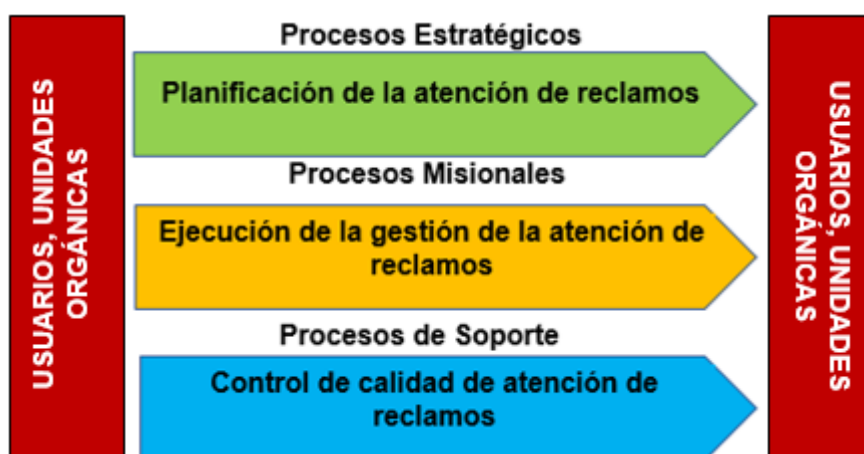 USUARIOS, UNIDADES
ORGÁNICAS
Procesos Estratégicos
Planificación de la atención de reclamos
Procesos Misionales
Ejecución de la gestión de la atención de
reclamos
Procesos de Soporte
Control de calidad de atención de
reclamos
USUARIOS, UNIDADES
ORGÁNICAS